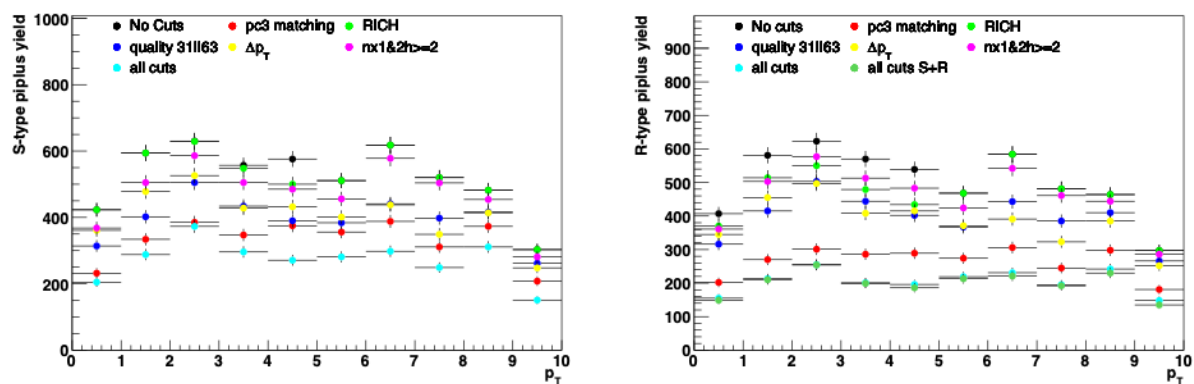 S-type piplus yield
1000
800
600
400
200
0
No Cuts
pc3 matching
RICH
quality 31||63
Δp_T
nx1&2h>=2
all cuts
0 1 2 3 4 5 6 7 8 9 10
p_T
R-type piplus yield
900
800
700
600
500
400
300
200
100
0
No Cuts
pc3 matching
RICH
quality 31||63
Δp_T
nx1&2h>=2
all cuts
all cuts S+R
0 1 2 3 4 5 6 7 8 9 10
p_T